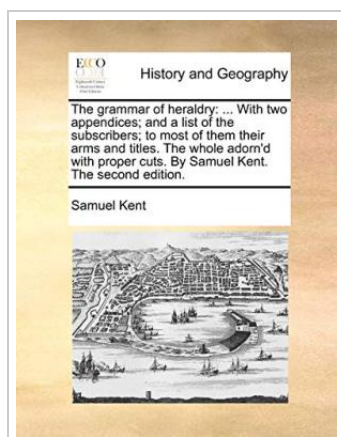 ECCO
History and Geography
The grammar of heraldry: ... With two
appendices; and a list of the
subscribers; to most of them their
arms and titles. The whole adorn'd
with proper cuts. By Samuel Kent.
The second edition.
Samuel Kent